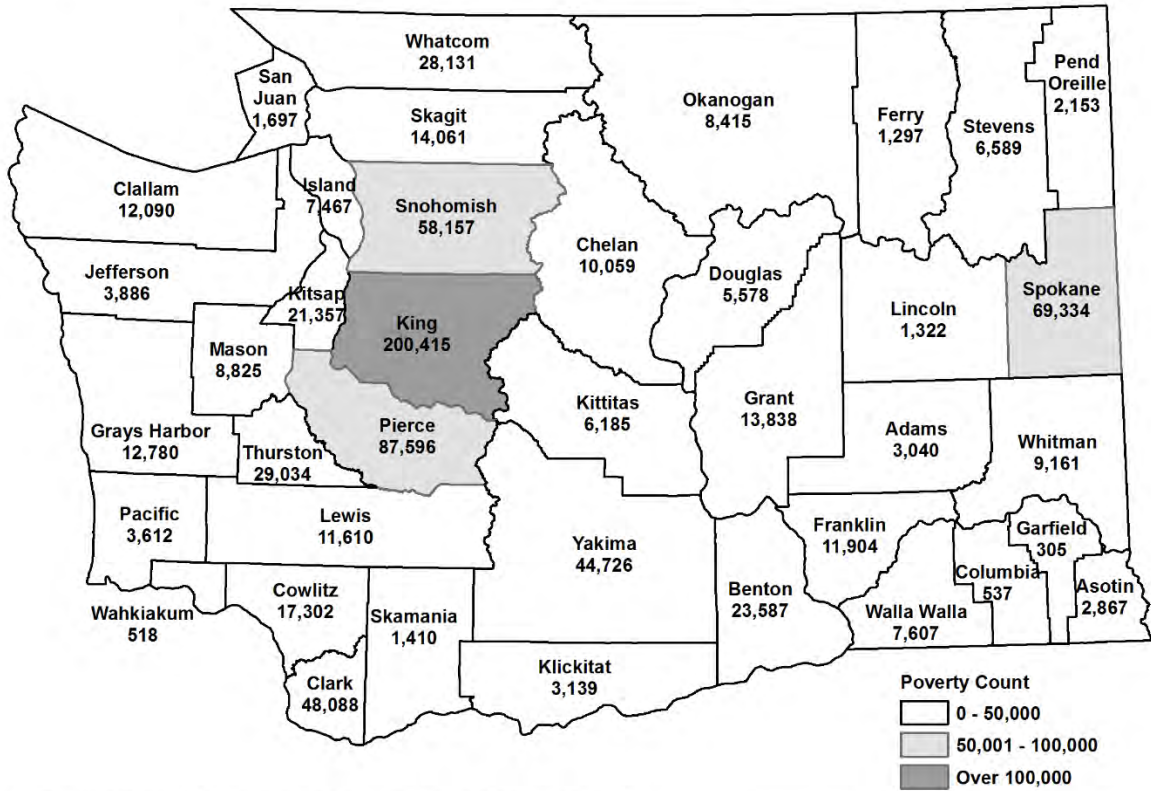 Whatcom
28,131
San
Juan
1,697
Skagit
14,061
Okanogan
8,415
Ferry
1,297
Stevens
6,589
Pend
Oreille
2,153
Clallam
12,090
Island
7,467
Snohomish
58,157
Chelan
10,059
Douglas
5,578
Jefferson
3,886
Kitsap
21,357
King
200,415
Lincoln
1,322
Spokane
69,334
Mason
8,825
Kittitas
6,185
Grant
13,838
Grays Harbor
12,780
Thurston
29,034
Pierce
87,596
Adams
3,040
Whitman
9,161
Pacific
3,612
Lewis
11,610
Yakima
44,726
Franklin
11,904
Garfield
305
Columbia
537
Asotin
2,867
Wahkiakum
518
Cowlitz
17,302
Skamania
1,410
Benton
23,587
Walla Walla
7,607
Clark
48,088
Klickitat
3,139
Poverty Count
0 - 50,000
50,001 - 100,000
Over 100,000